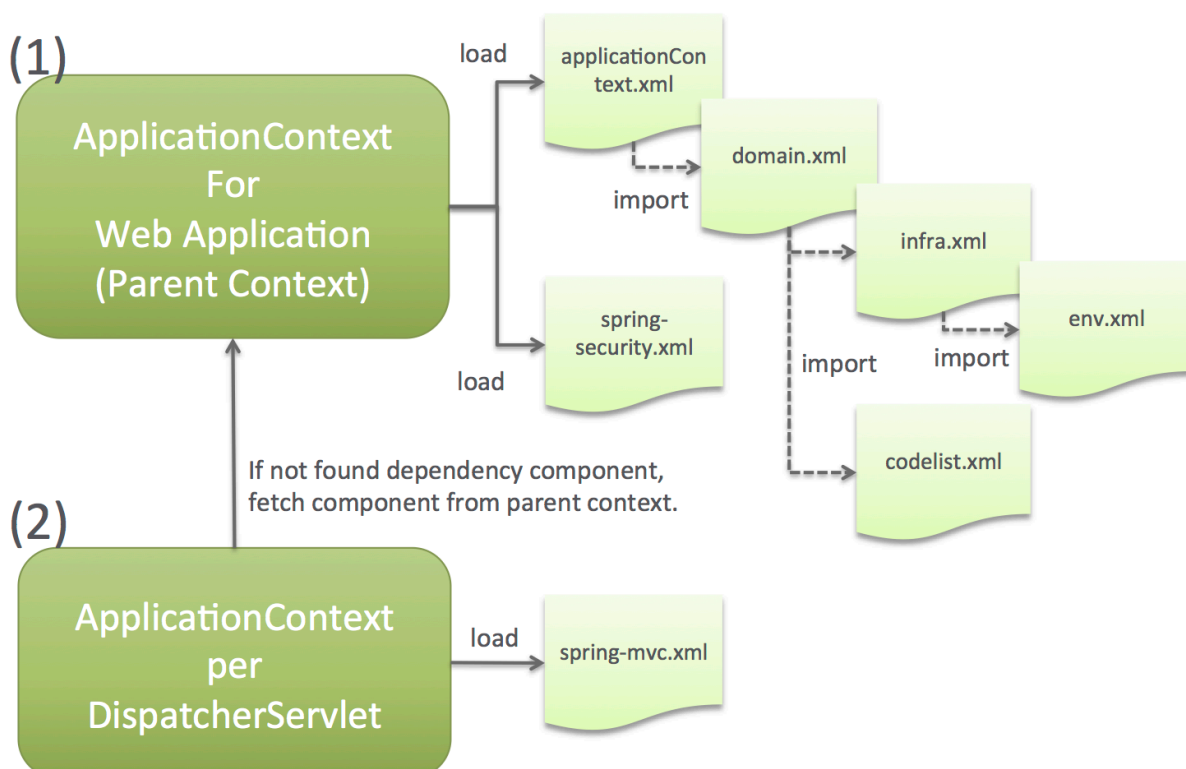 (1)
ApplicationContext
For
Web Application
(Parent Context)
load
applicationCon
text.xml
import
domain.xml
infra.xml
import
env.xml
import
codelist.xml
load
spring-
security.xml
If not found dependency component,
fetch component from parent context.
(2)
ApplicationContext
per
DispatcherServlet
load
spring-mvc.xml